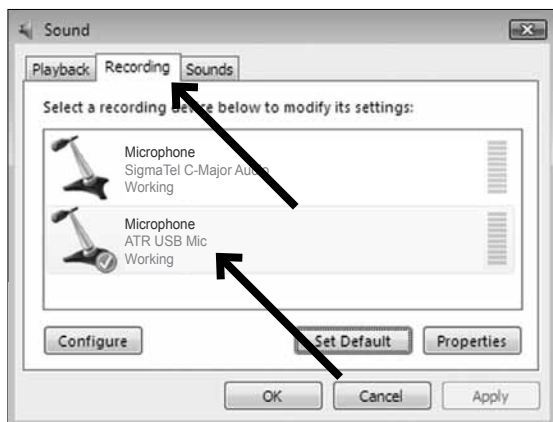 Sound
Playback Recording Sounds
Select a recording device below to modify its settings:
Microphone
SigmaTel C-Major Audio
Working
Microphone
ATR USB Mic
Working
Configure Set Default Properties
OK Cancel Apply